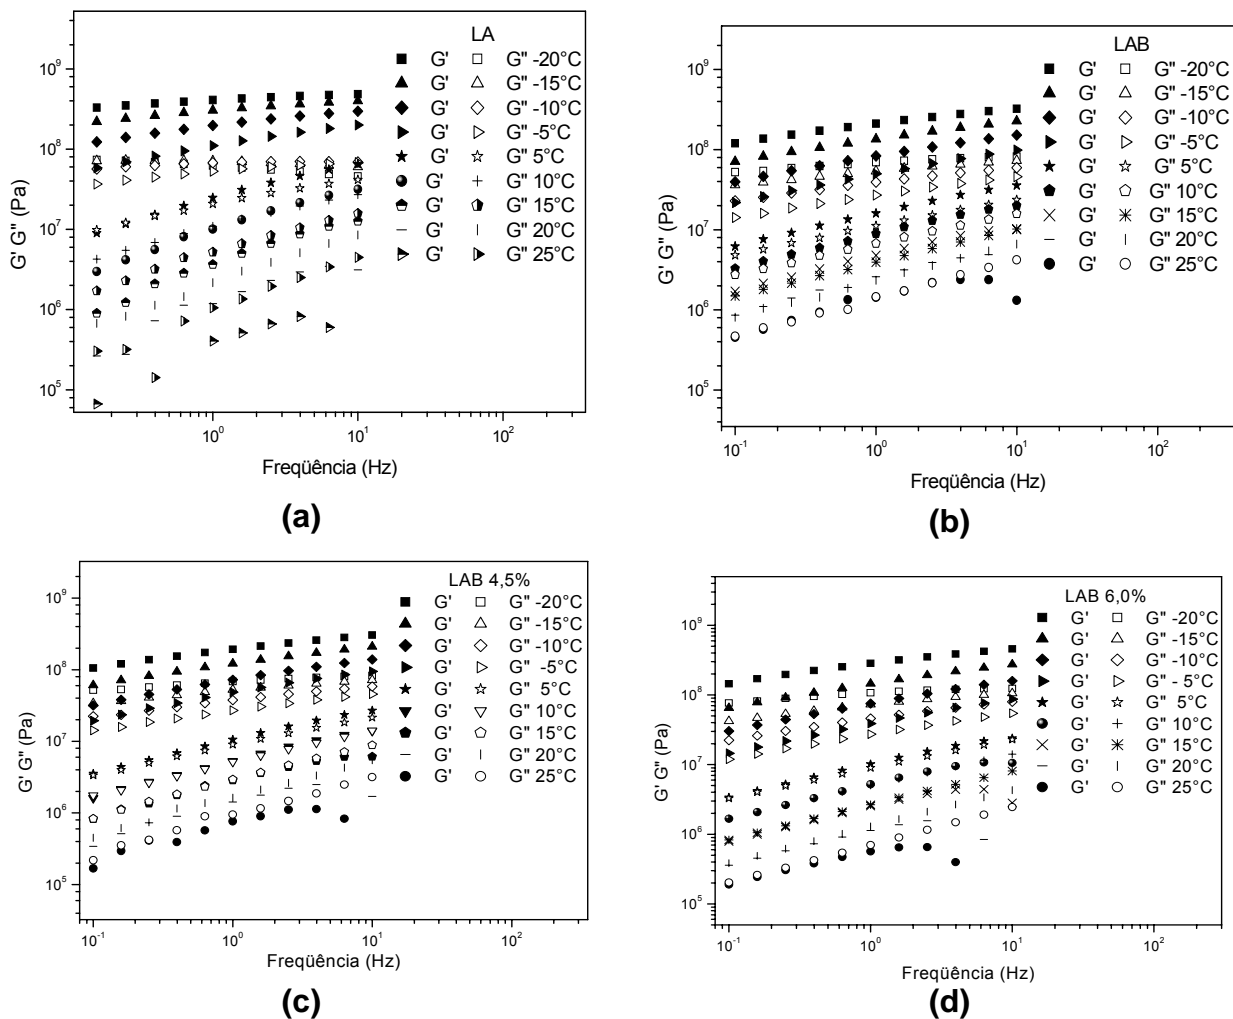 LA
G' G" -20°C
G' G" -15°C
G' G" -10°C
G' G" -5°C
G' G" 5°C
G' G" 10°C
G' G" 15°C
G' G" 20°C
G' G" 25°C
10⁹
10⁸
10⁷
10⁶
10⁵
G' G" (Pa)
10⁰ 10¹ 10²
Freqüência (Hz)
(a)
LAB
G' G" -20°C
G' G" -15°C
G' G" -10°C
G' G" -5°C
G' G" 5°C
G' G" 10°C
G' G" 15°C
G' G" 20°C
G' G" 25°C
10⁹
10⁸
10⁷
10⁶
10⁵
G' G" (Pa)
10⁻¹ 10⁰ 10¹ 10²
Freqüência (Hz)
(b)
LAB 4,5%
G' G" -20°C
G' G" -15°C
G' G" -10°C
G' G" -5°C
G' G" 5°C
G' G" 10°C
G' G" 15°C
G' G" 20°C
G' G" 25°C
10⁹
10⁸
10⁷
10⁶
10⁵
G' G" (Pa)
10⁻¹ 10⁰ 10¹ 10²
Freqüência (Hz)
(c)
LAB 6,0%
G' G" -20°C
G' G" -15°C
G' G" -10°C
G' G" - 5°C
G' G" 5°C
G' G" 10°C
G' G" 15°C
G' G" 20°C
G' G" 25°C
10⁹
10⁸
10⁷
10⁶
10⁵
G' G" (Pa)
10⁻¹ 10⁰ 10¹ 10²
Freqüência (Hz)
(d)